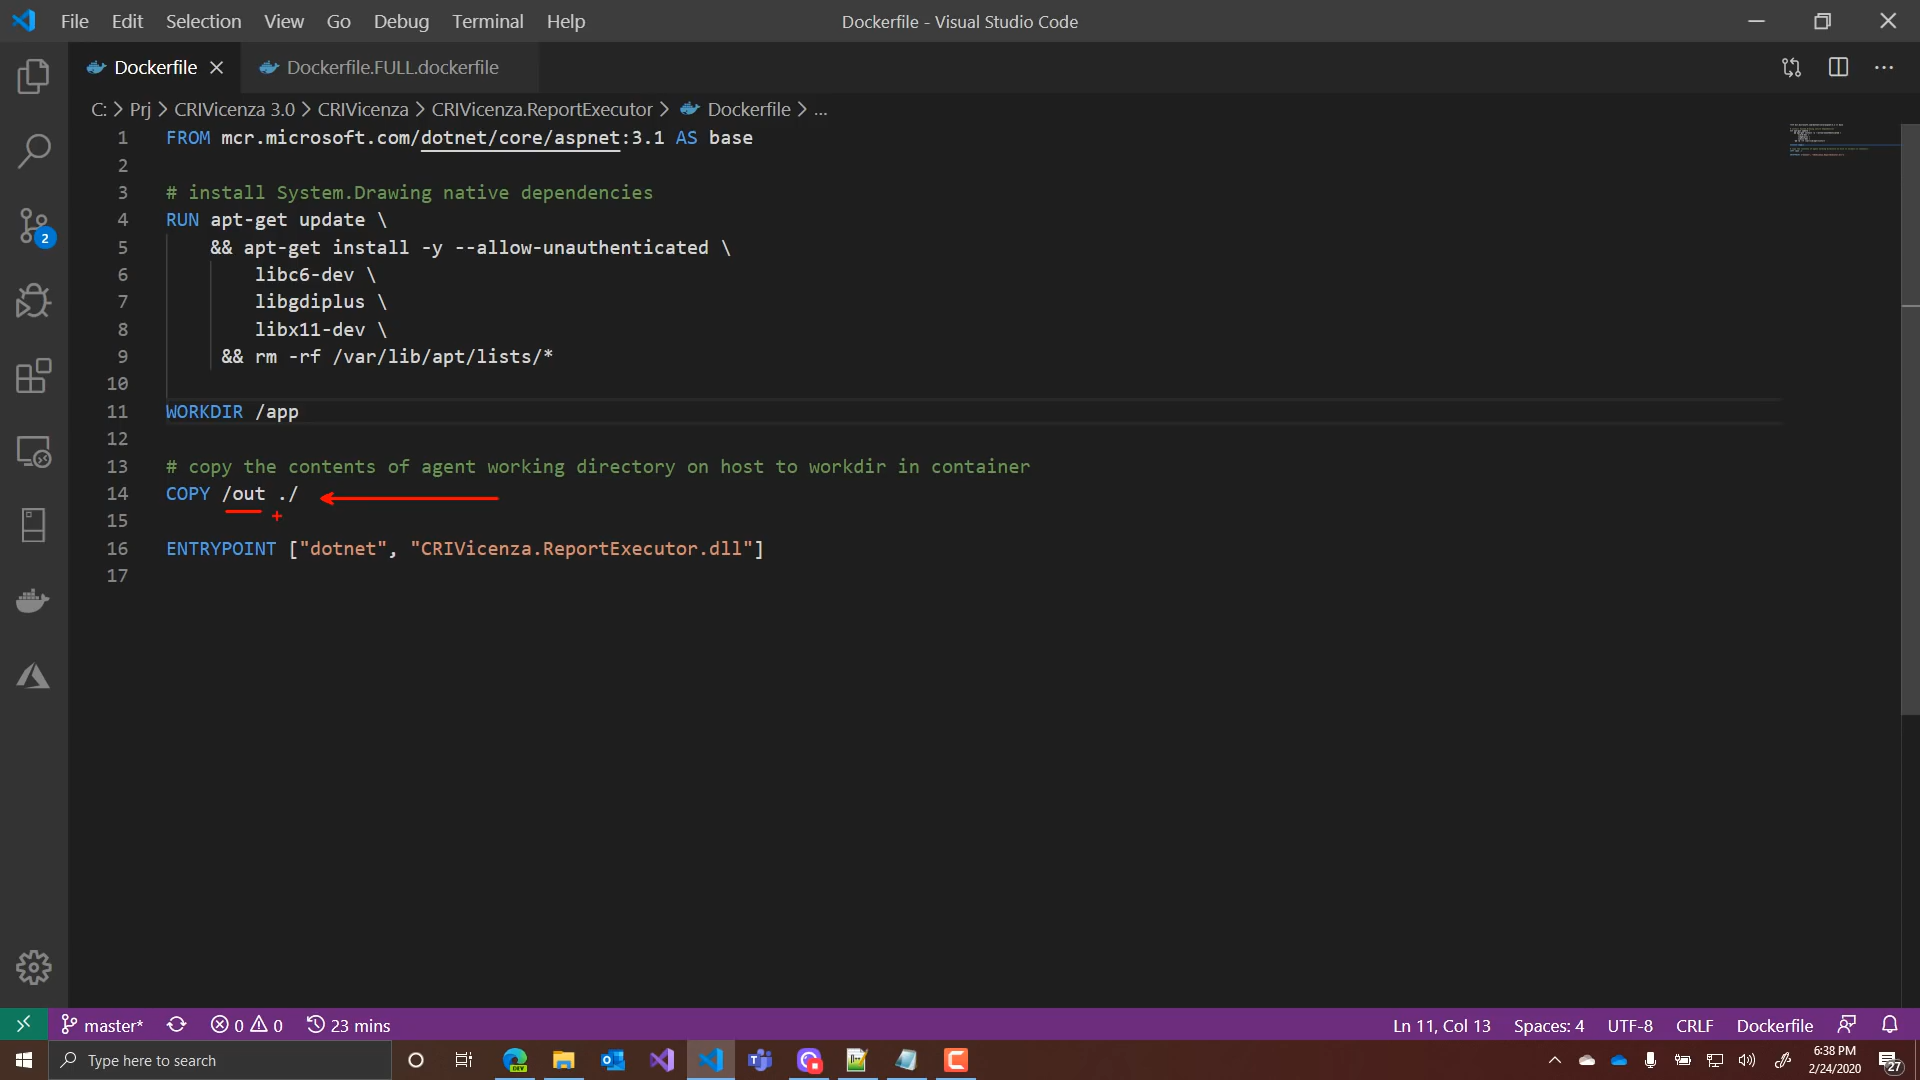 File Edit Selection View Go Debug Terminal Help
Dockerfile - Visual Studio Code
Dockerfile
Dockerfile.FULL.dockerfile
C: > Prj > CRIVicenza 3.0 > CRIVicenza > CRIVicenza.ReportExecutor > Dockerfile > ...
1 FROM mcr.microsoft.com/dotnet/core/aspnet:3.1 AS base
2
3 # install System.Drawing native dependencies
4 RUN apt-get update \
5 && apt-get install -y --allow-unauthenticated \
6 libc6-dev \
7 libgdiplus \
8 libx11-dev \
9 && rm -rf /var/lib/apt/lists/*
10
11 WORKDIR /app
12
13 # copy the contents of agent working directory on host to workdir in container
14 COPY /out ./
15
16 ENTRYPOINT ["dotnet", "CRIVicenza.ReportExecutor.dll"]
17
2
master* 0 0 23 mins
Ln 11, Col 13 Spaces: 4 UTF-8 CRLF Dockerfile
Type here to search
DEV
6:38 PM
2/24/2020
27